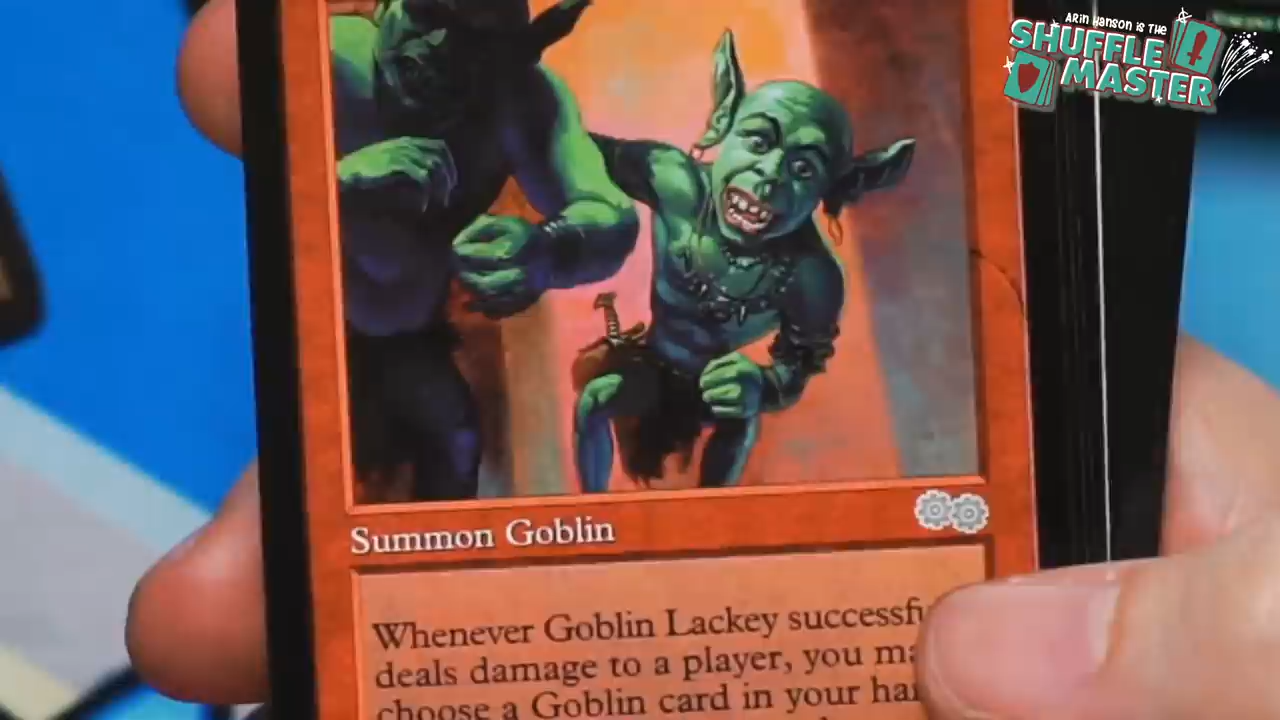 ARiN HANSON iS THE
SHUFFLE
MASTER
Summon Goblin
Whenever Goblin Lackey successfu
deals damage to a player, you ma
choose a Goblin card in your har